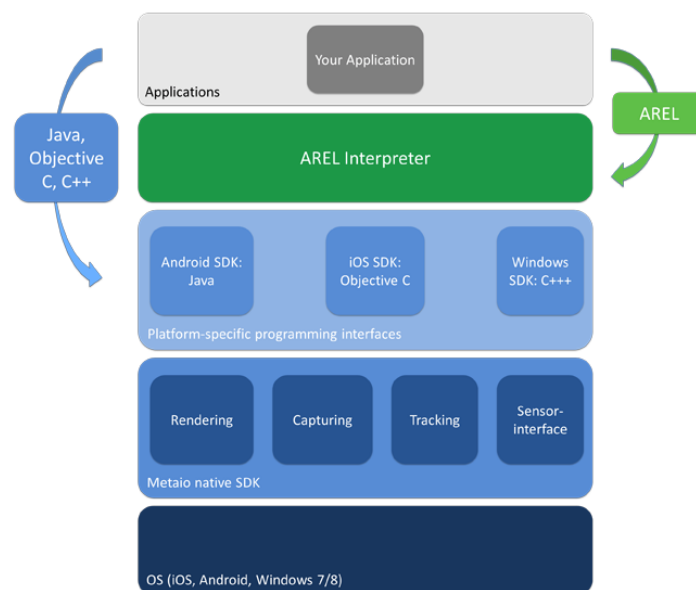 Your Application
Applications
Java,
Objective
C, C++
AREL
AREL Interpreter
Android SDK:
Java
iOS SDK:
Objective C
Windows
SDK: C+++
Platform-specific programming interfaces
Rendering
Capturing
Tracking
Sensor-
interface
Metaio native SDK
OS (iOS, Android, Windows 7/8)